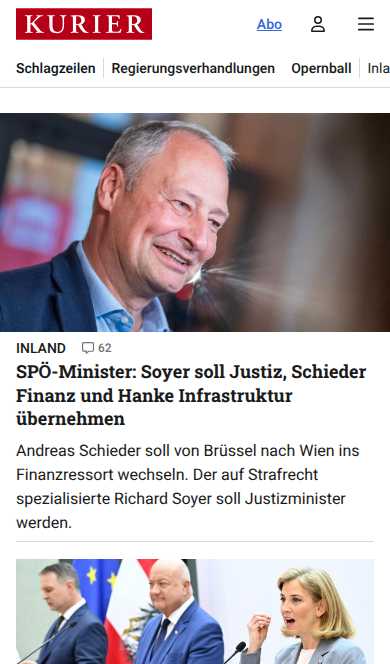 KURIER
Abo
Schlagzeilen
Regierungsverhandlungen
Opernball
Inla
INLAND
62
SPÖ-Minister: Soyer soll Justiz, Schieder
Finanz und Hanke Infrastruktur
übernehmen
Andreas Schieder soll von Brüssel nach Wien ins
Finanzressort wechseln. Der auf Strafrecht
spezialisierte Richard Soyer soll Justizminister
werden.